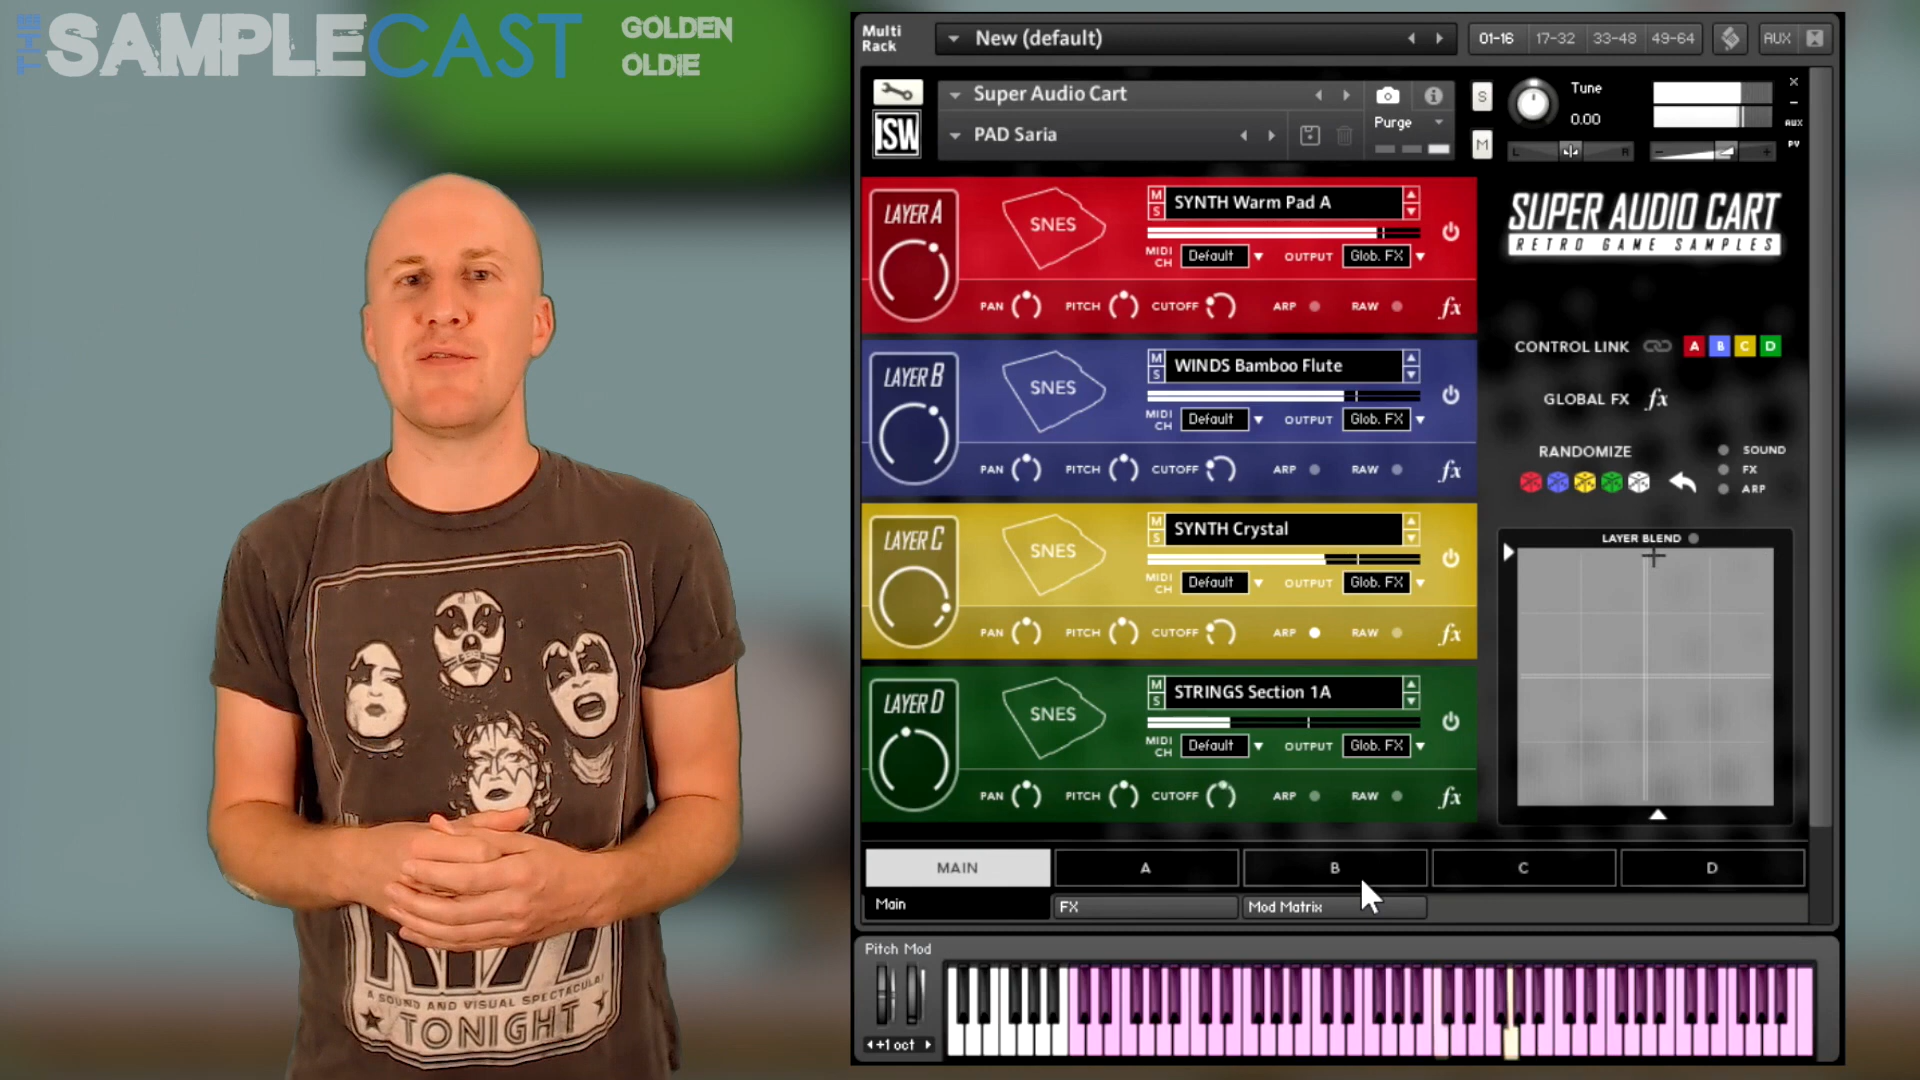 THE SAMPLECAST
GOLDEN
OLDIE
Multi
Rack
New (default)
01-16
17-32
33-48
49-64
AUX
Super Audio Cart
ISW
PAD Saria
Purge
S
M
Tune
0.00
L
R
AUX
PV
LAYER A
SNES
M
S
SYNTH Warm Pad A
MIDI
CH
Default
OUTPUT
Glob. FX
PAN
PITCH
CUTOFF
ARP
RAW
fx
LAYER B
SNES
M
S
WINDS Bamboo Flute
MIDI
CH
Default
OUTPUT
Glob. FX
PAN
PITCH
CUTOFF
ARP
RAW
fx
LAYER C
SNES
M
S
SYNTH Crystal
MIDI
CH
Default
OUTPUT
Glob. FX
PAN
PITCH
CUTOFF
ARP
RAW
fx
LAYER D
SNES
M
S
STRINGS Section 1A
MIDI
CH
Default
OUTPUT
Glob. FX
PAN
PITCH
CUTOFF
ARP
RAW
fx
SUPER AUDIO CART
RETRO GAME SAMPLES
CONTROL LINK
A
B
C
D
GLOBAL FX fx
RANDOMIZE
SOUND
FX
ARP
LAYER BLEND
MAIN
A
B
C
D
Main
FX
Mod Matrix
Pitch Mod
+1 oct
KISS
A SOUND AND VISUAL SPECTACULAR
TONIGHT